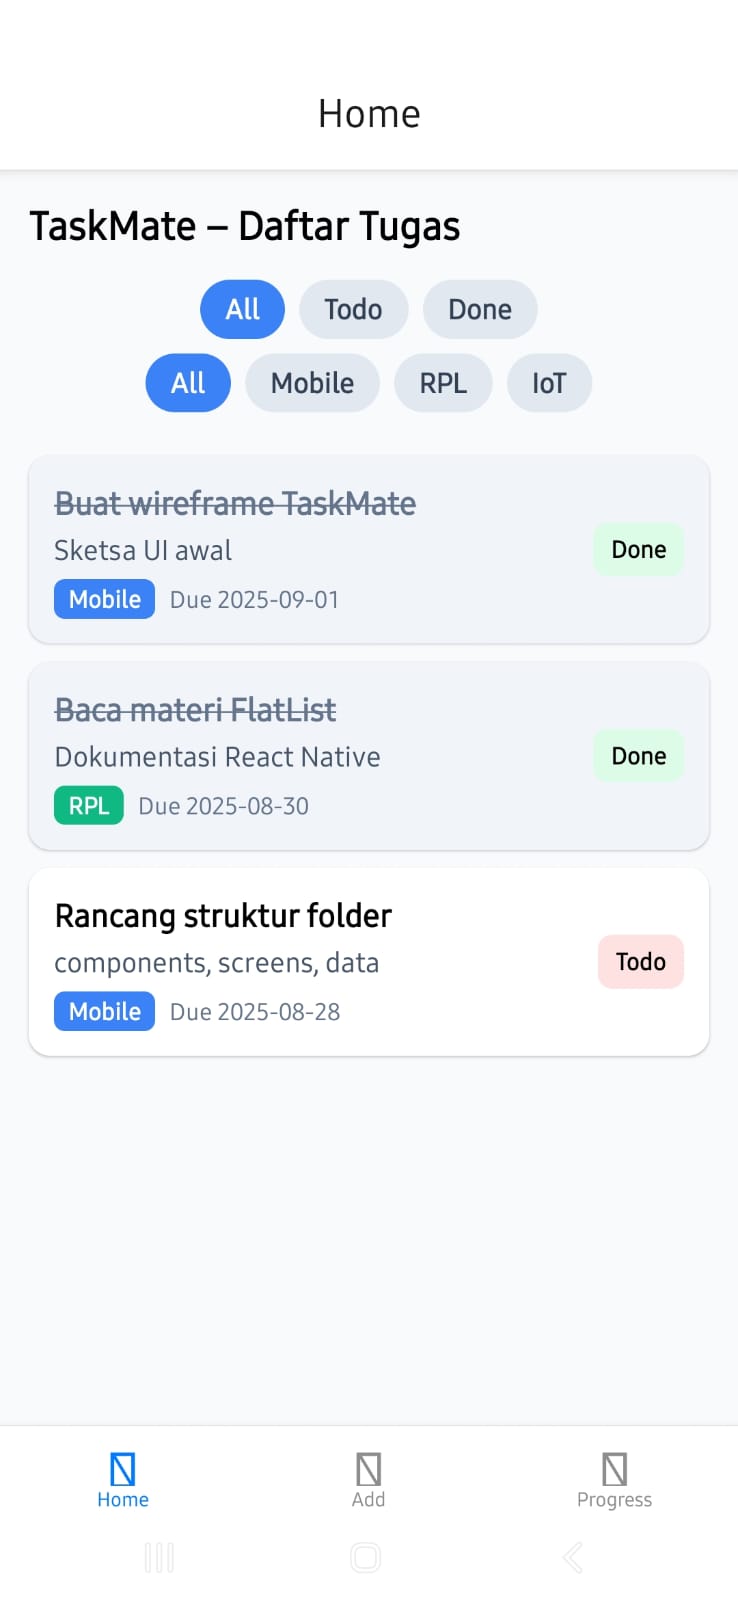 Home
TaskMate – Daftar Tugas
All Todo Done
All Mobile RPL IoT
Buat wireframe TaskMate
Sketsa UI awal
Done
Mobile Due 2025-09-01
Baca materi FlatList
Dokumentasi React Native
Done
RPL Due 2025-08-30
Rancang struktur folder
components, screens, data
Todo
Mobile Due 2025-08-28
Home Add Progress